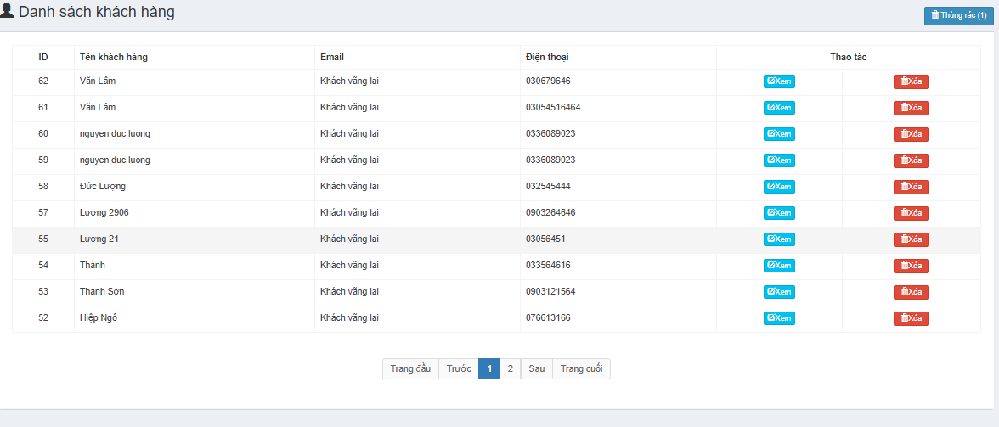 Danh sách khách hàng
Thùng rác (1)
ID Tên khách hàng Email Điện thoại Thao tác
62 Văn Lâm Khách vãng lai 030679646 Xem Xóa
61 Văn Lâm Khách vãng lai 03054516464 Xem Xóa
60 nguyen duc luong Khách vãng lai 0336089023 Xem Xóa
59 nguyen duc luong Khách vãng lai 0336089023 Xem Xóa
58 Đức Lượng Khách vãng lai 032545444 Xem Xóa
57 Lương 2906 Khách vãng lai 0903264646 Xem Xóa
55 Lương 21 Khách vãng lai 03056451 Xem Xóa
54 Thành Khách vãng lai 033564616 Xem Xóa
53 Thanh Sơn Khách vãng lai 0903121564 Xem Xóa
52 Hiệp Ngô Khách vãng lai 076613166 Xem Xóa
Trang đầu Trước 1 2 Sau Trang cuối